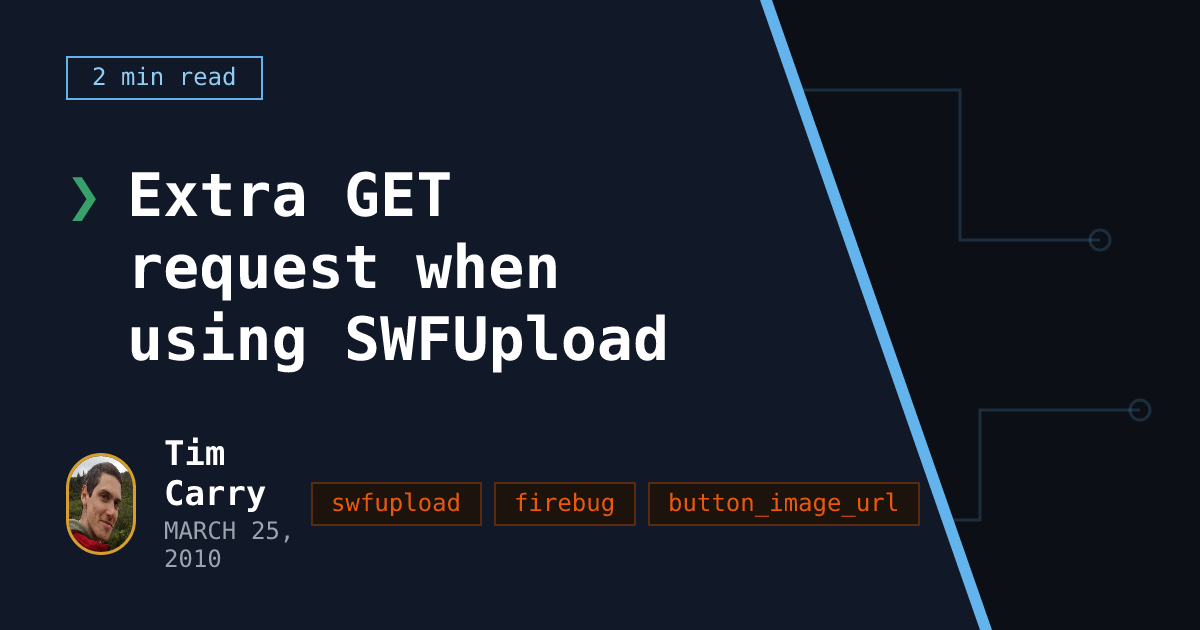 2 min read
❯ Extra GET
request when
using SWFUpload
Tim
Carry
MARCH 25,
2010
swfupload
firebug
button_image_url